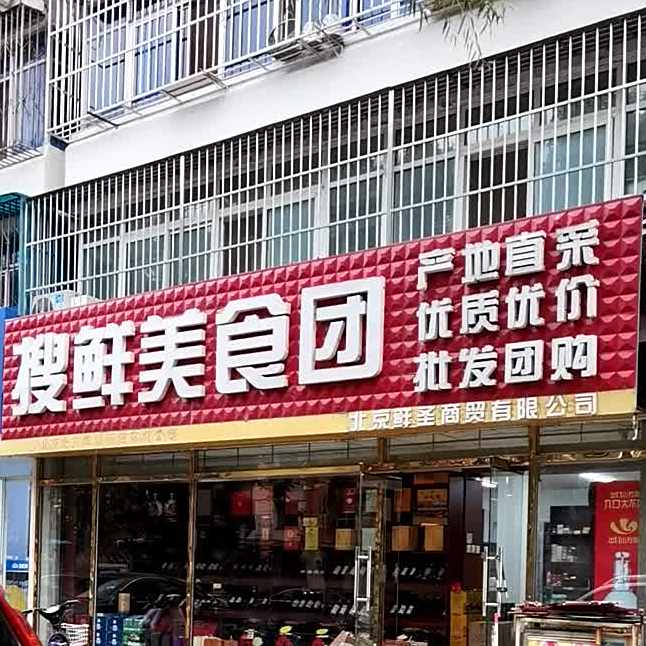 搜鲜美食团
产地直采
优质优价
批发团购
北京鲜圣商贸有限公司